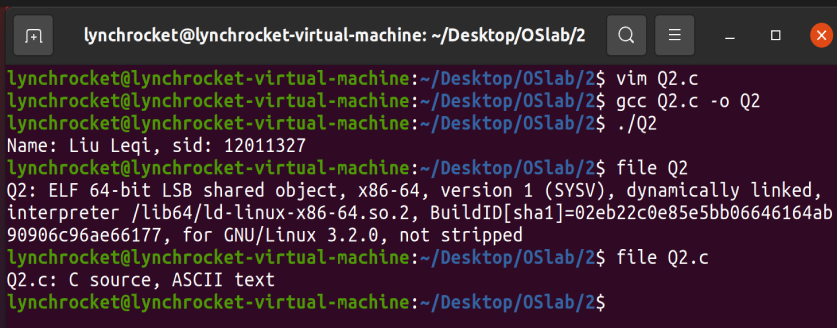 lynchrocket@lynchrocket-virtual-machine: ~/Desktop/OSlab/2
lynchrocket@lynchrocket-virtual-machine:~/Desktop/OSlab/2$ vim Q2.c
lynchrocket@lynchrocket-virtual-machine:~/Desktop/OSlab/2$ gcc Q2.c -o Q2
lynchrocket@lynchrocket-virtual-machine:~/Desktop/OSlab/2$ ./Q2
Name: Liu Leqi, sid: 12011327
lynchrocket@lynchrocket-virtual-machine:~/Desktop/OSlab/2$ file Q2
Q2: ELF 64-bit LSB shared object, x86-64, version 1 (SYSV), dynamically linked,
interpreter /lib64/ld-linux-x86-64.so.2, BuildID[sha1]=02eb22c0e85e5bb06646164ab
90906c96ae66177, for GNU/Linux 3.2.0, not stripped
lynchrocket@lynchrocket-virtual-machine:~/Desktop/OSlab/2$ file Q2.c
Q2.c: C source, ASCII text
lynchrocket@lynchrocket-virtual-machine:~/Desktop/OSlab/2$